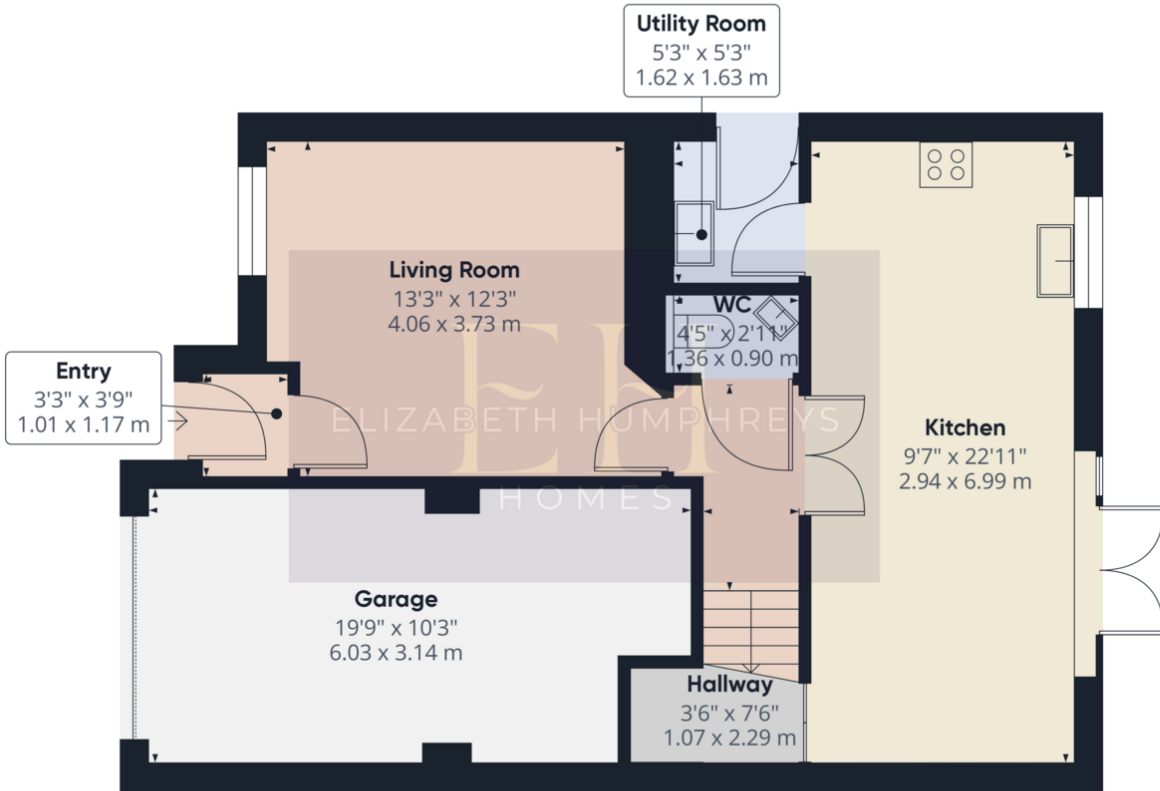 Utility Room
5'3" x 5'3"
1.62 x 1.63 m
Living Room
13'3" x 12'3"
4.06 x 3.73 m
WC
4'5" x 2'11"
1.36 x 0.90 m
Entry
3'3" x 3'9"
1.01 x 1.17 m
EH
ELIZABETH HUMPHREYS
HOMES
Kitchen
9'7" x 22'11"
2.94 x 6.99 m
Garage
19'9" x 10'3"
6.03 x 3.14 m
Hallway
3'6" x 7'6"
1.07 x 2.29 m